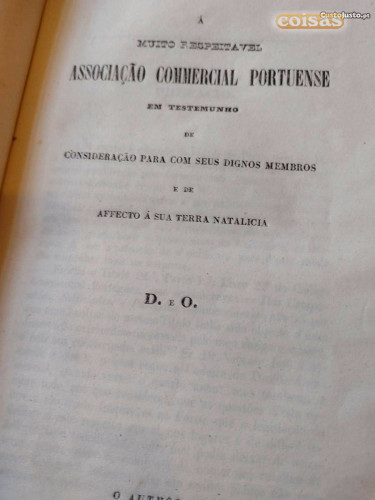 coisas
CustoJusto.pt
Á
MUITO RESPEITAVEL
ASSOCIAÇÃO COMMERCIAL PORTUENSE
EM TESTEMUNHO
DE
CONSIDERAÇÃO PARA COM SEUS DIGNOS MEMBROS
E DE
AFFECTO Á SUA TERRA NATALICIA
D. E O.
O